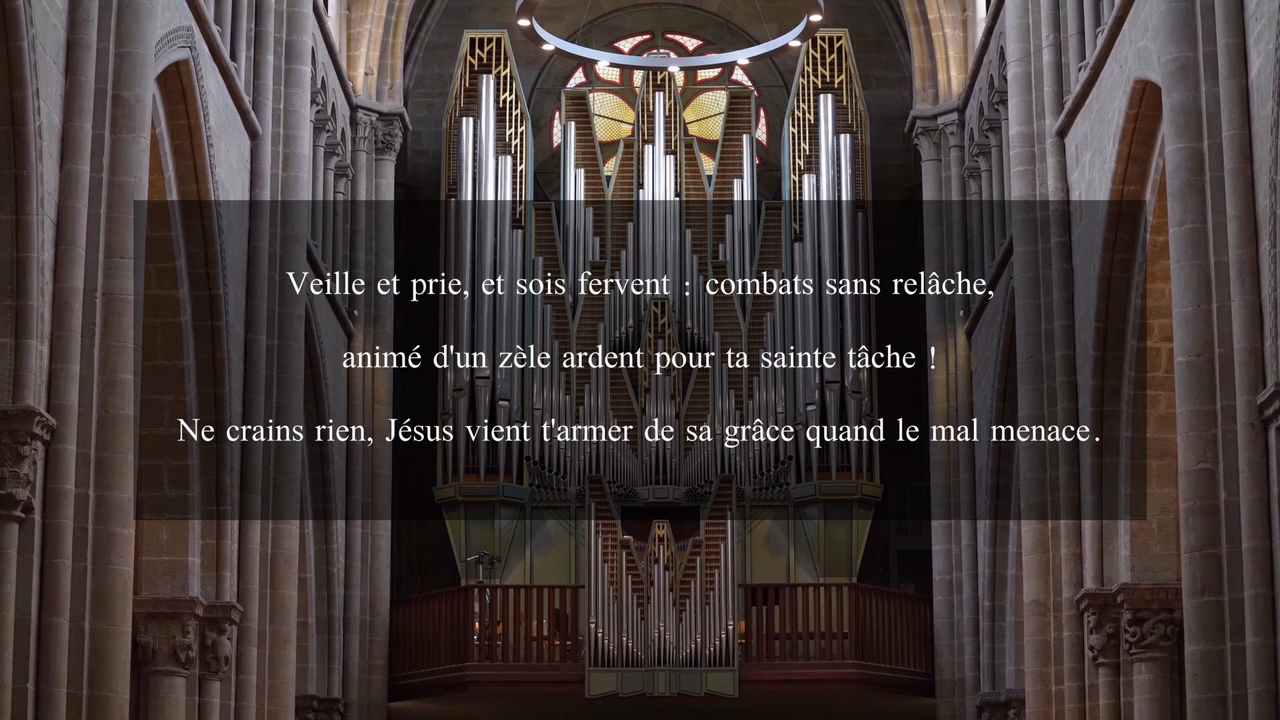 Veille et prie, et sois fervent : combats sans relâche,
animé d'un zèle ardent pour ta sainte tâche !
Ne crains rien, Jésus vient t'armer de sa grâce quand le mal menace.